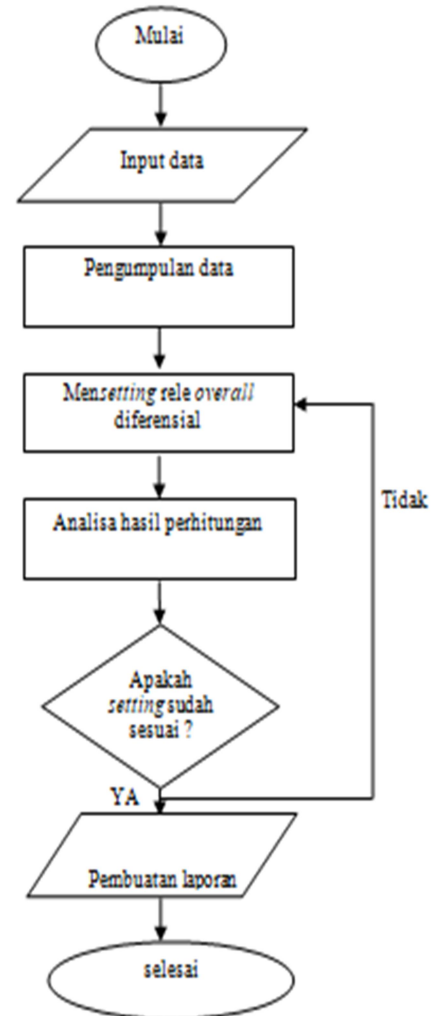 Mulai
Input data
Pengumpulan data
Mensetting rele overall
diferensial
Tidak
Analisa hasil perhitungan
Apakah
setting sudah
sesuai ?
YA
Pembuatan laporan
selesai